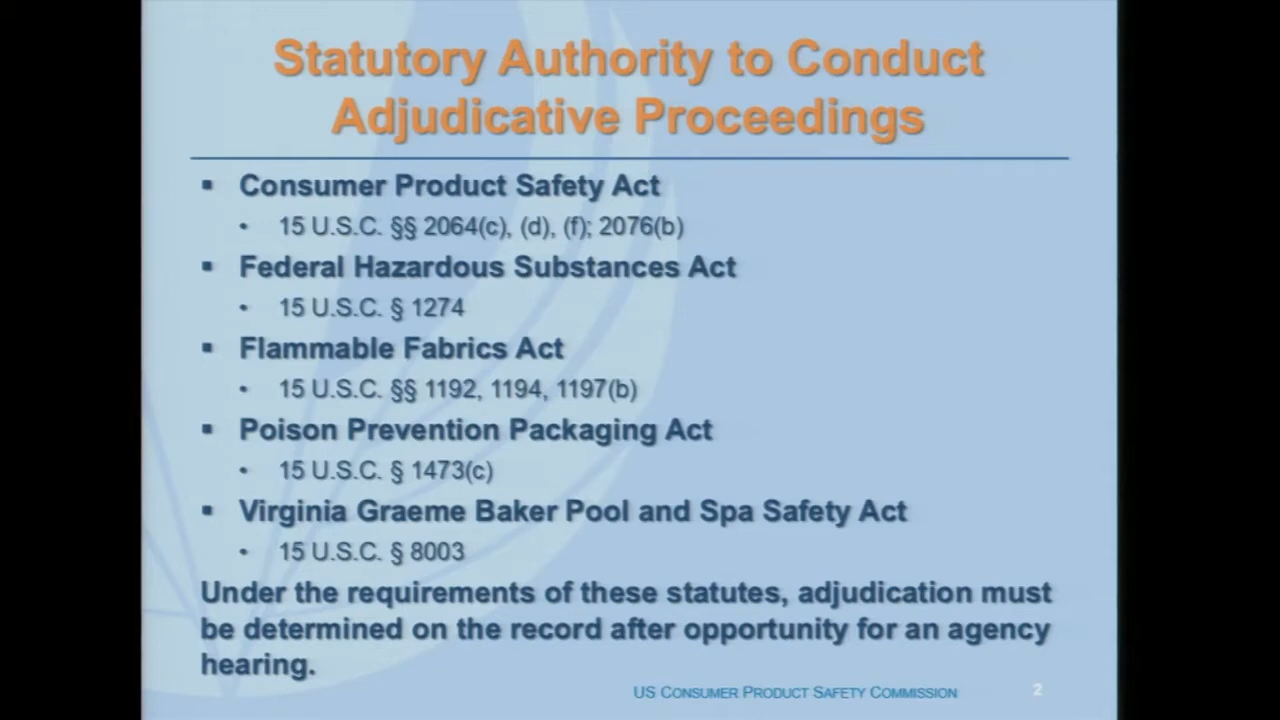 Statutory Authority to Conduct
Adjudicative Proceedings
▪ Consumer Product Safety Act
• 15 U.S.C. §§ 2064(c), (d), (f); 2076(b)
▪ Federal Hazardous Substances Act
• 15 U.S.C. § 1274
▪ Flammable Fabrics Act
• 15 U.S.C. §§ 1192, 1194, 1197(b)
▪ Poison Prevention Packaging Act
• 15 U.S.C. § 1473(c)
▪ Virginia Graeme Baker Pool and Spa Safety Act
• 15 U.S.C. § 8003
Under the requirements of these statutes, adjudication must
be determined on the record after opportunity for an agency
hearing.
US CONSUMER PRODUCT SAFETY COMMISSION 2